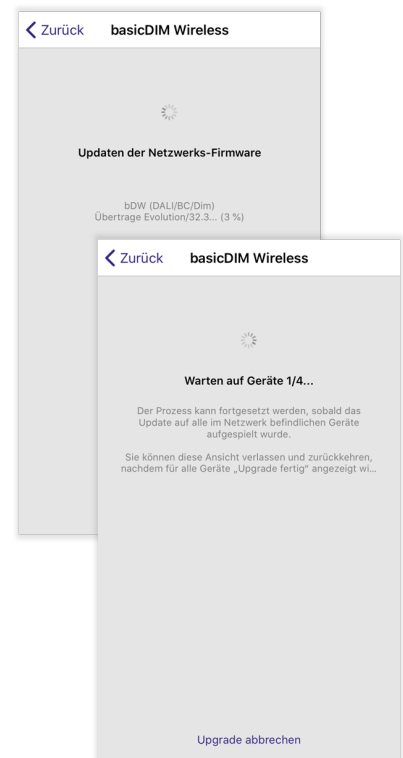 Zurück basicDIM Wireless
Updaten der Netzwerks-Firmware
bDW (DALI/BC/Dim)
Übertrage Evolution/32.3... (3 %)
Zurück basicDIM Wireless
Warten auf Geräte 1/4...
Der Prozess kann fortgesetzt werden, sobald das
Update auf alle im Netzwerk befindlichen Geräte
aufgespielt wurde.
Sie können diese Ansicht verlassen und zurückkehren,
nachdem für alle Geräte „Upgrade fertig“ angezeigt wi...
Upgrade abbrechen